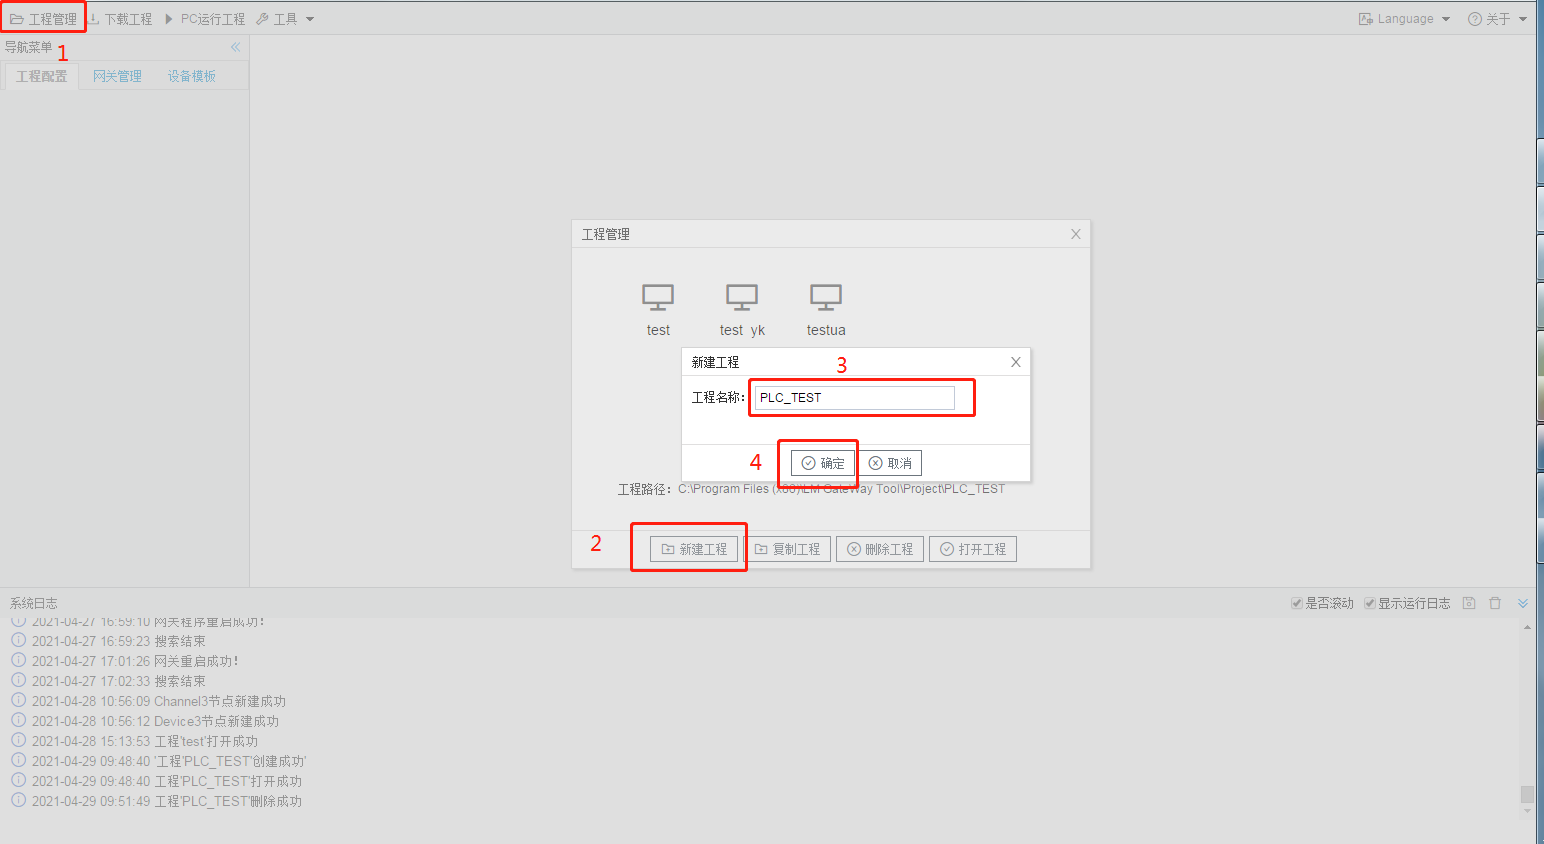 工程管理 下载工程 PC运行工程 工具 Language 关于
导航菜单 1
工程配置 网关管理 设备模板
工程管理
test test_yk testua
新建工程 3
工程名称: PLC_TEST
4 确定 取消
工程路径: C:\Program Files (x86)\LM GateWay Tool\Project\PLC_TEST
2 新建工程 复制工程 删除工程 打开工程
系统日志 是否滚动 显示运行日志
2021-04-27 16:59:10 网关程序重启成功!
2021-04-27 16:59:23 搜索结束
2021-04-27 17:01:26 网关重启成功!
2021-04-27 17:02:33 搜索结束
2021-04-28 10:56:09 Channel3节点新建成功
2021-04-28 10:56:12 Device3节点新建成功
2021-04-28 15:13:53 工程'test'打开成功
2021-04-29 09:48:40 '工程'PLC_TEST'创建成功'
2021-04-29 09:48:40 工程'PLC_TEST'打开成功
2021-04-29 09:51:49 工程'PLC_TEST'删除成功